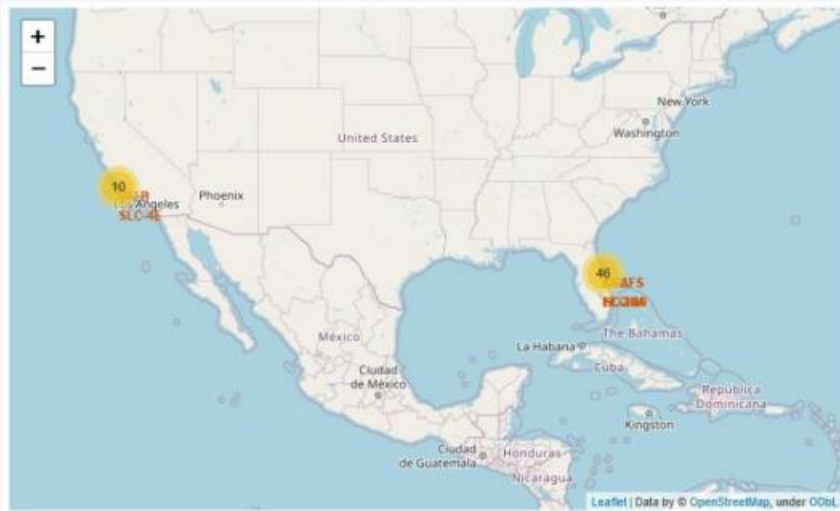 +
−
New York
Washington
United States
10
Los Angeles
Phoenix
SLC-4E
46
AFS
The Bahamas
México
La Habana
Cuba
Ciudad
de México
República
Dominicana
Kingston
Ciudad
de Guatemala
Honduras
Nicaragua
Leaflet | Data by © OpenStreetMap, under ODbL